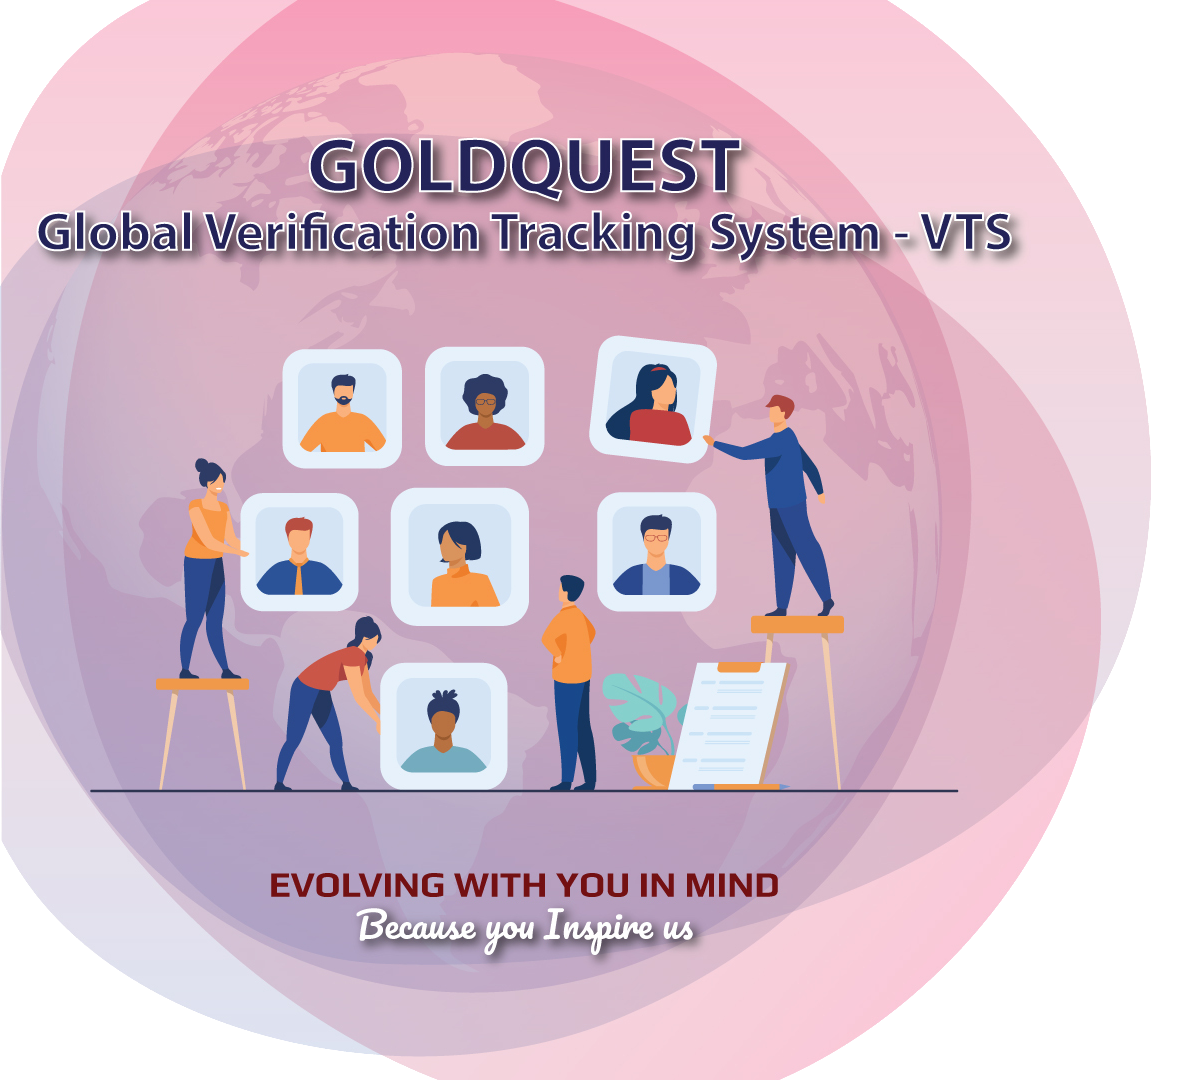 GOLDQUEST
Global Verification Tracking System - VTS
EVOLVING WITH YOU IN MIND
Because you Inspire us